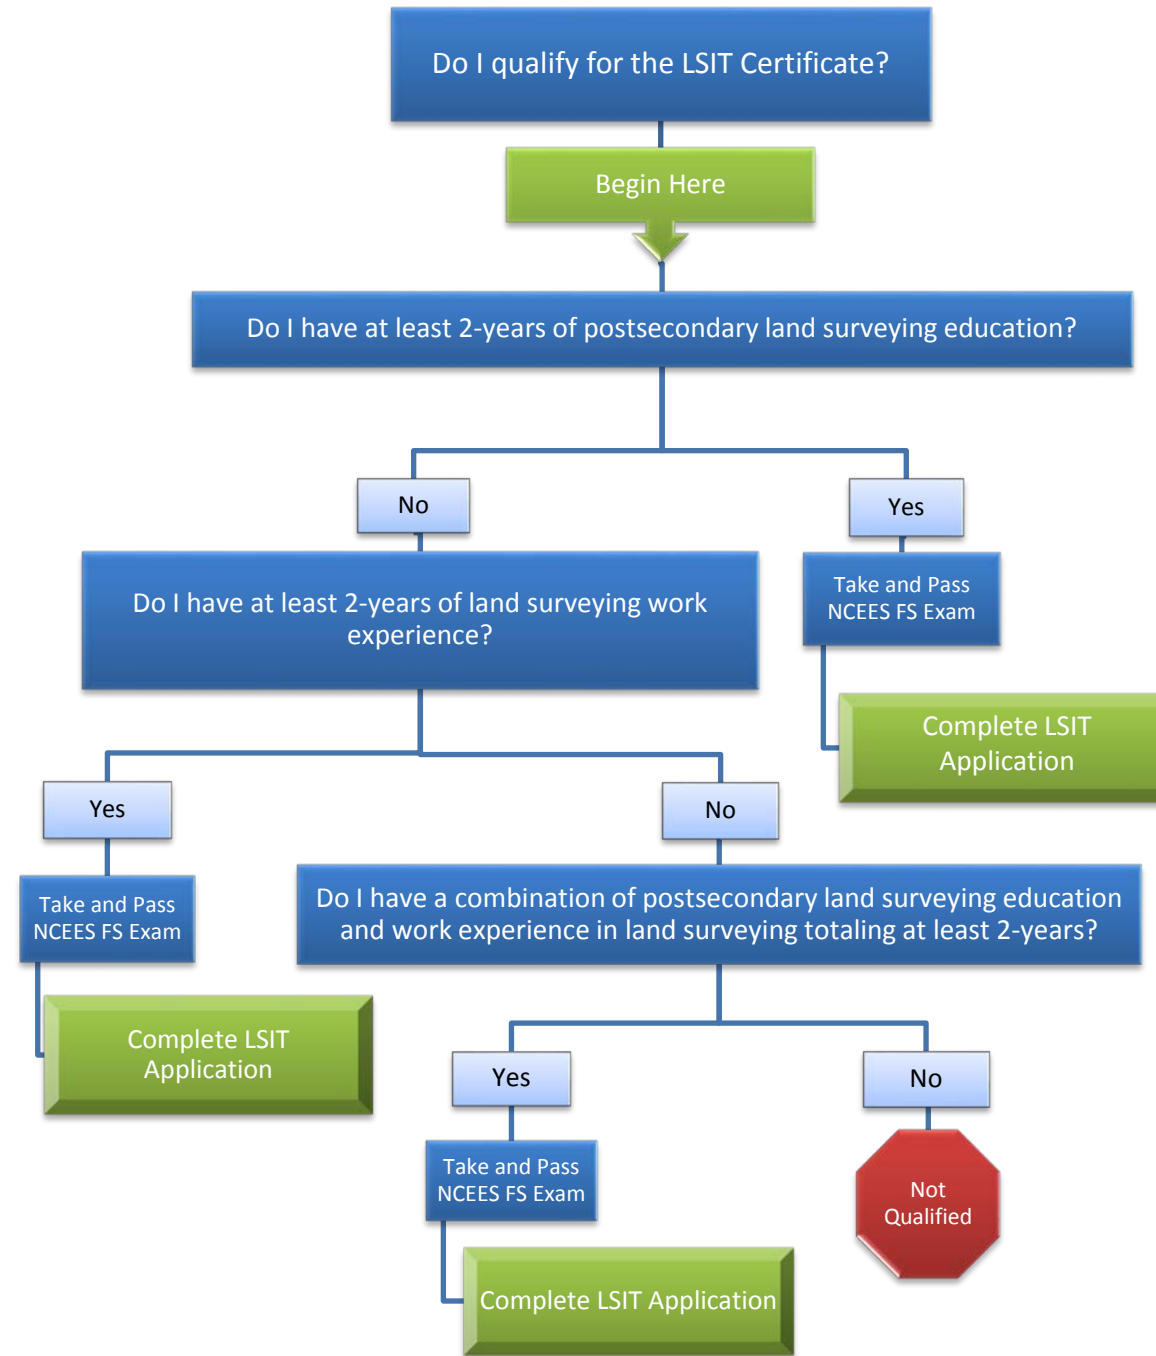 Do I qualify for the LSIT Certificate?
Begin Here
Do I have at least 2-years of postsecondary land surveying education?
No
Yes
Do I have at least 2-years of land surveying work
experience?
Take and Pass
NCEES FS Exam
Complete LSIT
Application
Yes
No
Take and Pass
NCEES FS Exam
Do I have a combination of postsecondary land surveying education
and work experience in land surveying totaling at least 2-years?
Complete LSIT
Application
Yes
No
Take and Pass
NCEES FS Exam
Not
Qualified
Complete LSIT Application